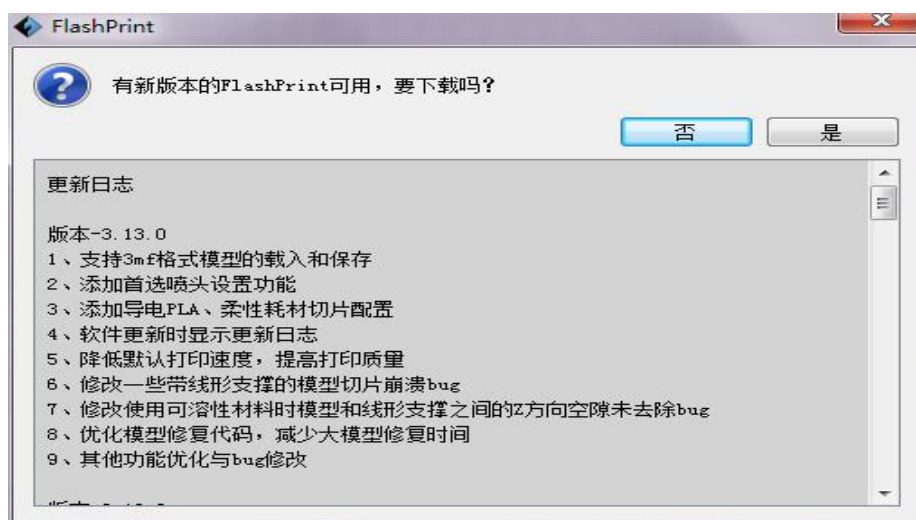 FlashPrint
有新版本的FlashPrint可用，要下载吗?
否 是
更新日志
版本-3.13.0
1、支持3mf格式模型的载入和保存
2、添加首选喷头设置功能
3、添加导电PLA、柔性耗材切片配置
4、软件更新时显示更新日志
5、降低默认打印速度，提高打印质量
6、修改一些带线形支撑的模型切片崩溃bug
7、修改使用可溶性材料时模型和线形支撑之间的Z方向空隙未去除bug
8、优化模型修复代码，减少大模型修复时间
9、其他功能优化与bug修改